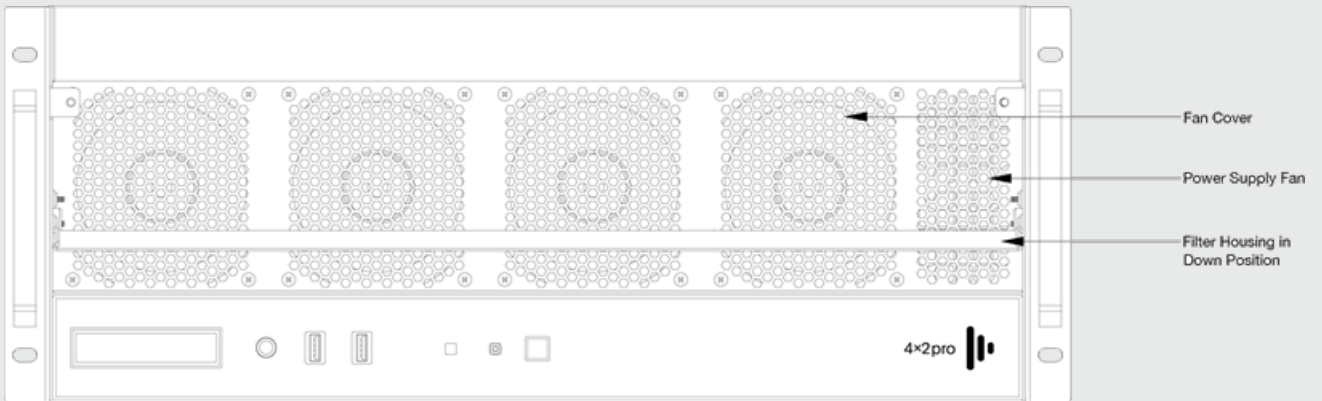 Fan Cover
Power Supply Fan
Filter Housing in
Down Position
4×2pro